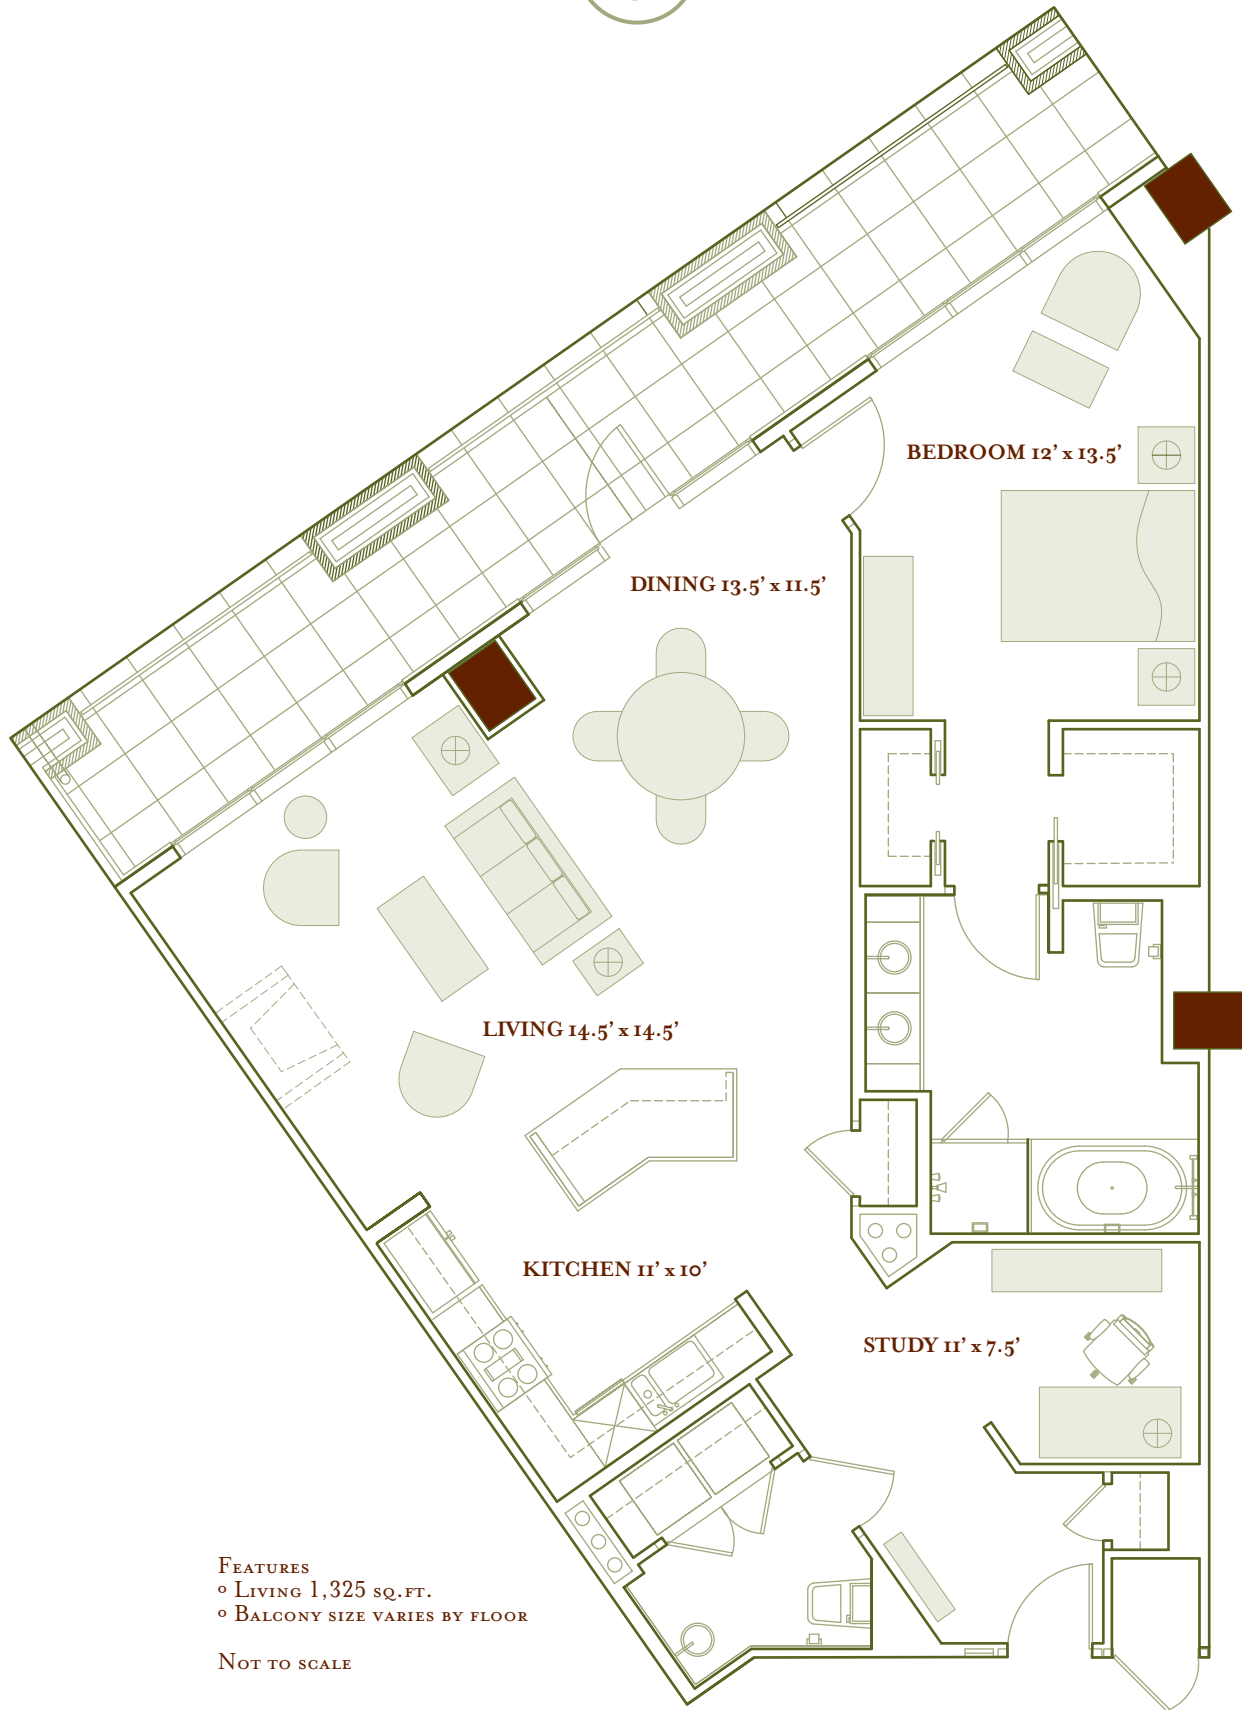 BEDROOM 12' x 13.5'
DINING 13.5' x 11.5'
LIVING 14.5' x 14.5'
KITCHEN 11' x 10'
STUDY 11' x 7.5'
FEATURES
o LIVING 1,325 SQ.FT.
o BALCONY SIZE VARIES BY FLOOR
NOT TO SCALE